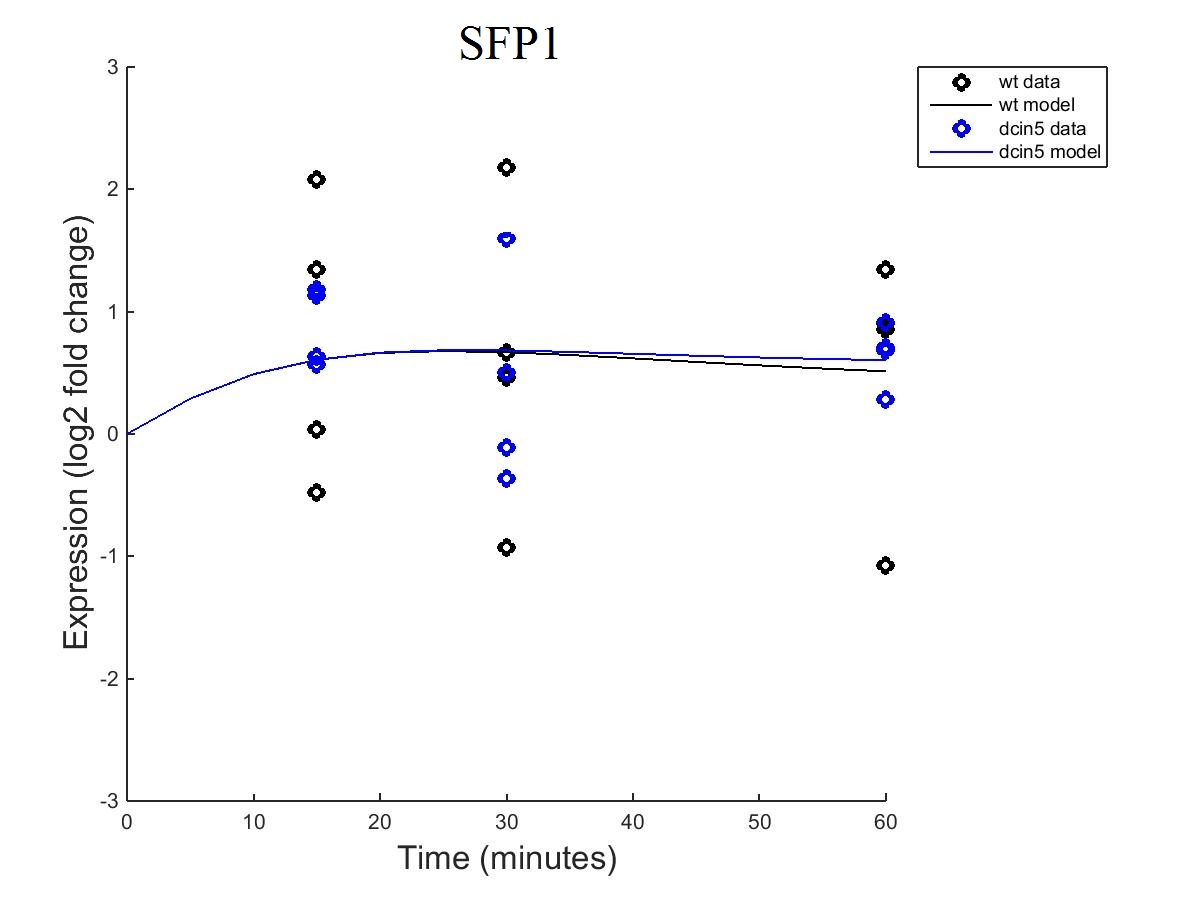 SFP1
3
2
1
0
-1
-2
-3
Expression (log2 fold change)
0 10 20 30 40 50 60
Time (minutes)
wt data
wt model
dcin5 data
dcin5 model